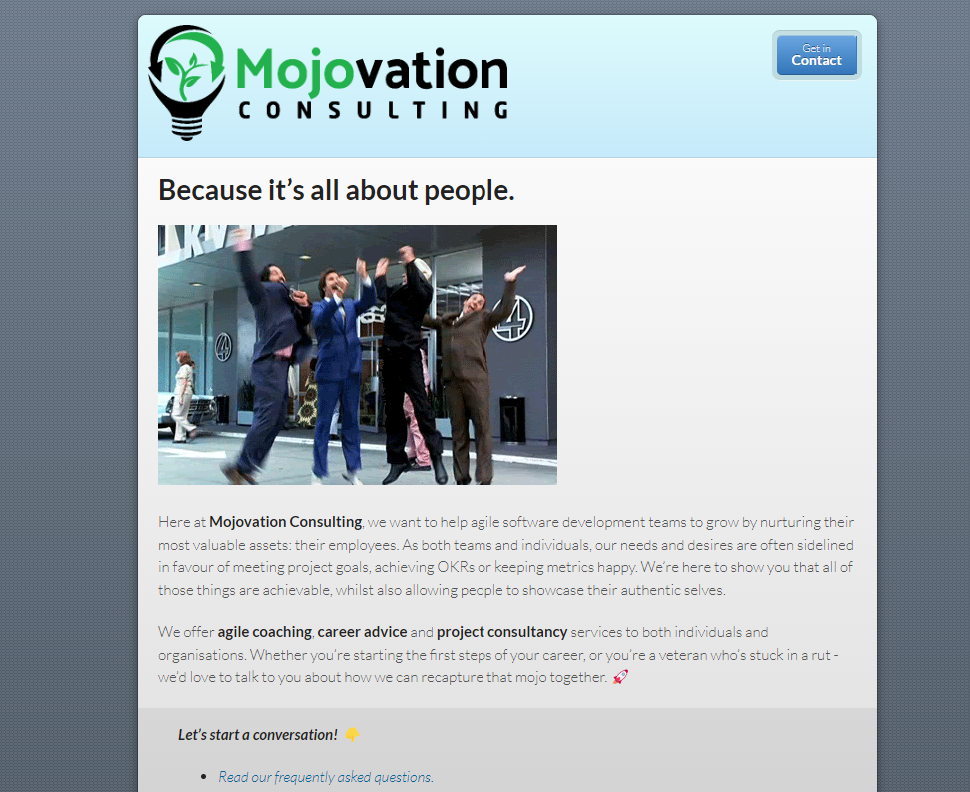 Mojovation
CONSULTING
Get in
Contact
Because it’s all about people.
4
4
Here at Mojovation Consulting, we want to help agile software development teams to grow by nurturing their
most valuable assets: their employees. As both teams and individuals, our needs and desires are often sidelined
in favour of meeting project goals, achieving OKRs or keeping metrics happy. We’re here to show you that all of
those things are achievable, whilst also allowing people to showcase their authentic selves.
We offer agile coaching, career advice and project consultancy services to both individuals and
organisations. Whether you’re starting the first steps of your career, or you’re a veteran who’s stuck in a rut -
we’d love to talk to you about how we can recapture that mojo together. 🚀
Let’s start a conversation! 👇
• Read our frequently asked questions.